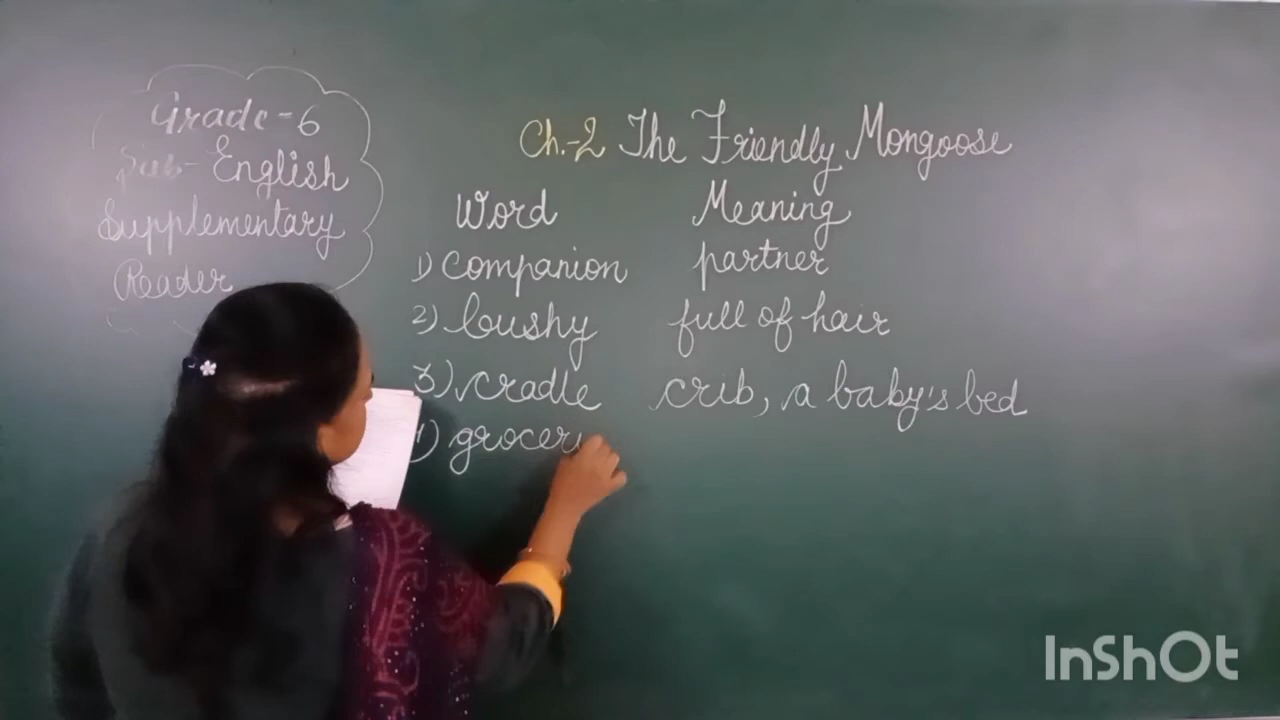 Grade-6
Sub- English
Supplementary
Reader
Ch.-2 The Friendly Mongoose
Word Meaning
1) companion partner
2) bushy full of hair
3) cradle crib, a baby's bed
4) grocer
InShOt